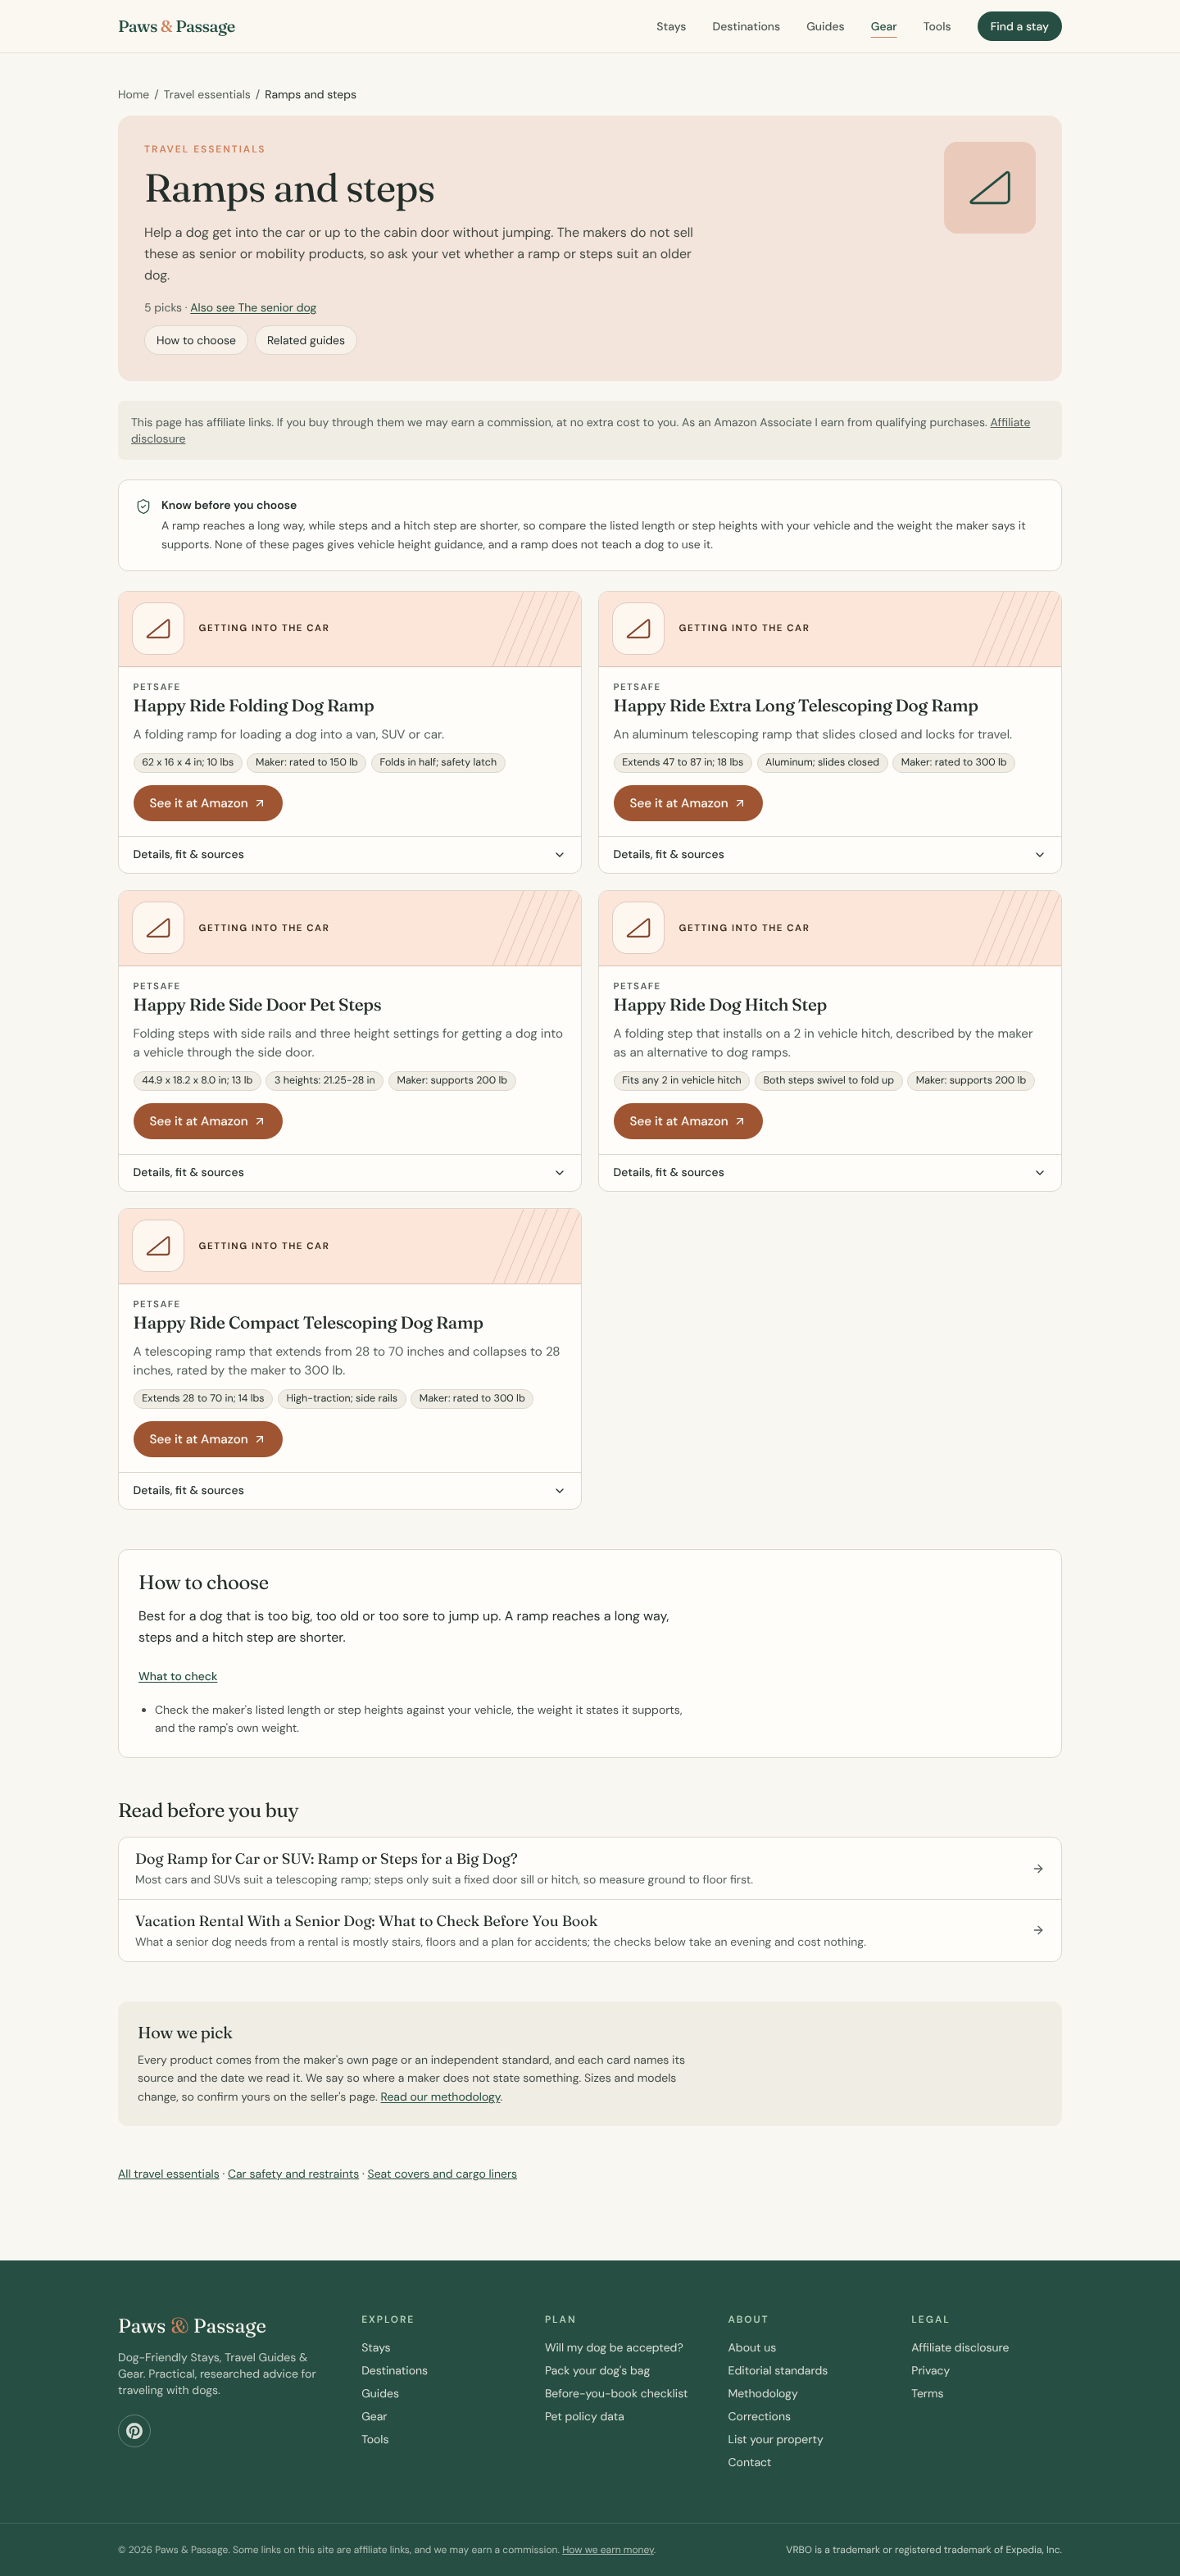 Paws & Passage
Stays Destinations Guides Gear Tools Find a stay
Home / Travel essentials / Ramps and steps
TRAVEL ESSENTIALS
Ramps and steps
Help a dog get into the car or up to the cabin door without jumping. The makers do not sell
these as senior or mobility products, so ask your vet whether a ramp or steps suit an older
dog.
5 picks · Also see The senior dog
How to choose Related guides
This page has affiliate links. If you buy through them we may earn a commission, at no extra cost to you. As an Amazon Associate I earn from qualifying purchases. Affiliate
disclosure
Know before you choose
A ramp reaches a long way, while steps and a hitch step are shorter, so compare the listed length or step heights with your vehicle and the weight the maker says it
supports. None of these pages gives vehicle height guidance, and a ramp does not teach a dog to use it.
GETTING INTO THE CAR
PETSAFE
Happy Ride Folding Dog Ramp
A folding ramp for loading a dog into a van, SUV or car.
62 x 16 x 4 in; 10 lbs Maker: rated to 150 lb Folds in half; safety latch
See it at Amazon
Details, fit & sources
GETTING INTO THE CAR
PETSAFE
Happy Ride Extra Long Telescoping Dog Ramp
An aluminum telescoping ramp that slides closed and locks for travel.
Extends 47 to 87 in; 18 lbs Aluminum; slides closed Maker: rated to 300 lb
See it at Amazon
Details, fit & sources
GETTING INTO THE CAR
PETSAFE
Happy Ride Side Door Pet Steps
Folding steps with side rails and three height settings for getting a dog into
a vehicle through the side door.
44.9 x 18.2 x 8.0 in; 13 lb 3 heights: 21.25-28 in Maker: supports 200 lb
See it at Amazon
Details, fit & sources
GETTING INTO THE CAR
PETSAFE
Happy Ride Dog Hitch Step
A folding step that installs on a 2 in vehicle hitch, described by the maker
as an alternative to dog ramps.
Fits any 2 in vehicle hitch Both steps swivel to fold up Maker: supports 200 lb
See it at Amazon
Details, fit & sources
GETTING INTO THE CAR
PETSAFE
Happy Ride Compact Telescoping Dog Ramp
A telescoping ramp that extends from 28 to 70 inches and collapses to 28
inches, rated by the maker to 300 lb.
Extends 28 to 70 in; 14 lbs High-traction; side rails Maker: rated to 300 lb
See it at Amazon
Details, fit & sources
How to choose
Best for a dog that is too big, too old or too sore to jump up. A ramp reaches a long way,
steps and a hitch step are shorter.
What to check
• Check the maker's listed length or step heights against your vehicle, the weight it states it supports,
and the ramp's own weight.
Read before you buy
Dog Ramp for Car or SUV: Ramp or Steps for a Big Dog?
Most cars and SUVs suit a telescoping ramp; steps only suit a fixed door sill or hitch, so measure ground to floor first.
Vacation Rental With a Senior Dog: What to Check Before You Book
What a senior dog needs from a rental is mostly stairs, floors and a plan for accidents; the checks below take an evening and cost nothing.
How we pick
Every product comes from the maker's own page or an independent standard, and each card names its
source and the date we read it. We say so where a maker does not state something. Sizes and models
change, so confirm yours on the seller's page. Read our methodology.
All travel essentials · Car safety and restraints · Seat covers and cargo liners
Paws & Passage
Dog-Friendly Stays, Travel Guides &
Gear. Practical, researched advice for
traveling with dogs.
EXPLORE
Stays
Destinations
Guides
Gear
Tools
PLAN
Will my dog be accepted?
Pack your dog's bag
Before-you-book checklist
Pet policy data
ABOUT
About us
Editorial standards
Methodology
Corrections
List your property
Contact
LEGAL
Affiliate disclosure
Privacy
Terms
© 2026 Paws & Passage. Some links on this site are affiliate links, and we may earn a commission. How we earn money.
VRBO is a trademark or registered trademark of Expedia, Inc.